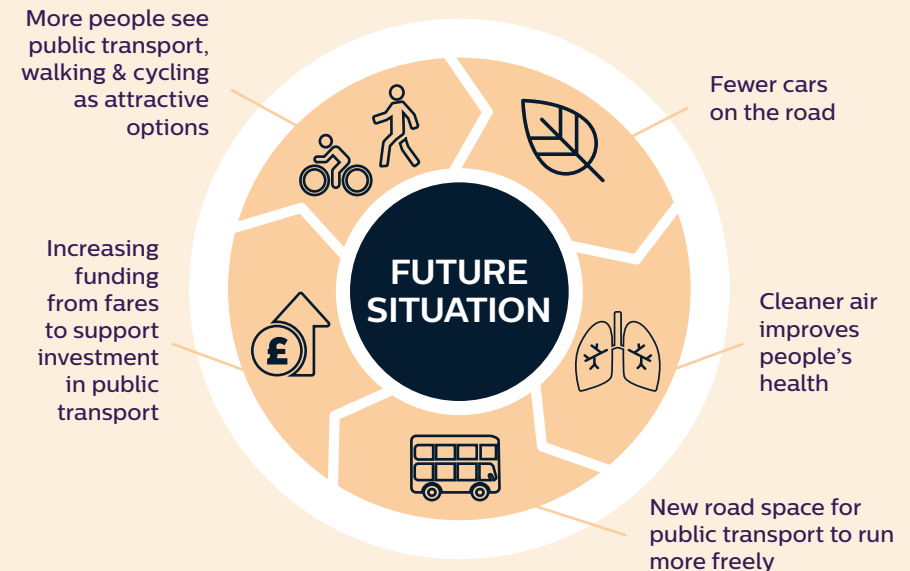 More people see
public transport,
walking & cycling
as attractive
options
Fewer cars
on the road
Cleaner air
improves
people's
health
New road space for
public transport to run
more freely
Increasing
funding
from fares
to support
investment
in public
transport
£
FUTURE
SITUATION